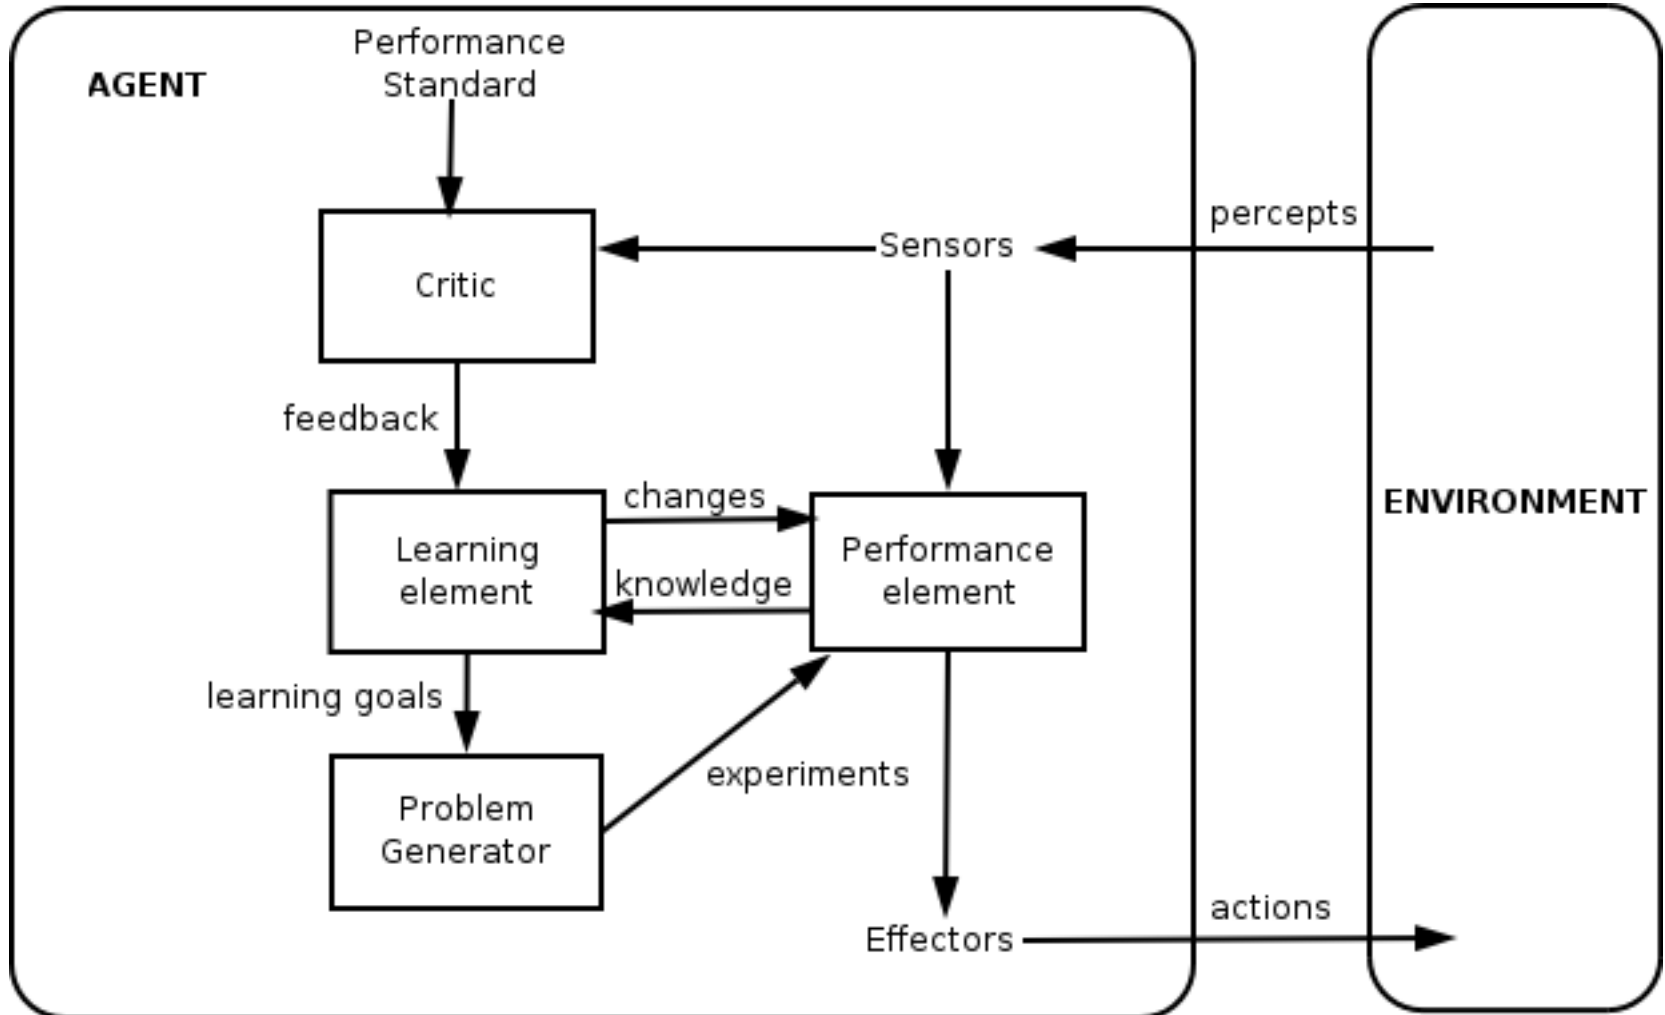 Performance
Standard
AGENT
percepts
Sensors
Critic
feedback
changes
ENVIRONMENT
Learning
element
Performance
element
knowledge
learning goals
experiments
Problem
Generator
actions
Effectors